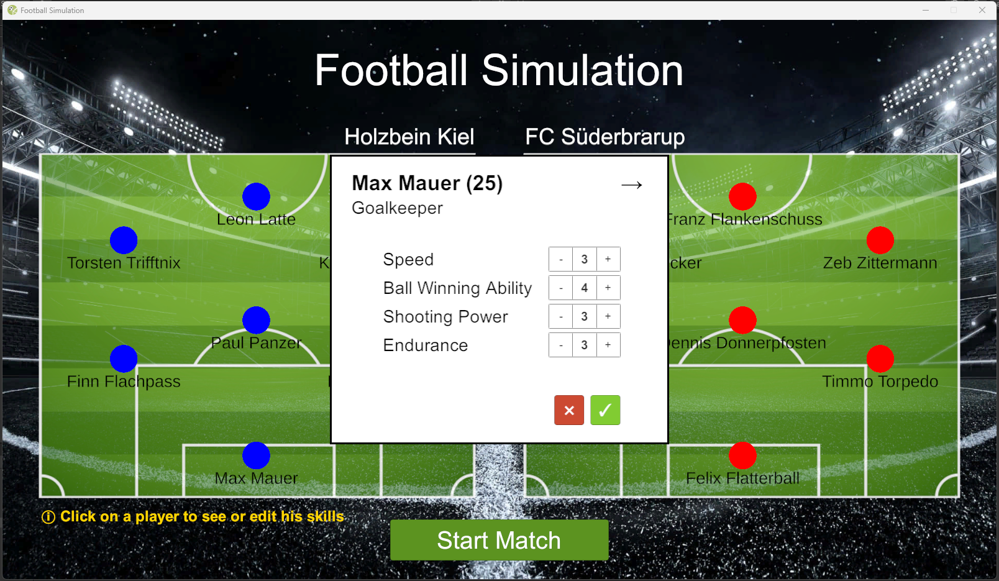 Football Simulation
Football Simulation
Holzbein Kiel
FC Süderbrarup
Max Mauer (25) →
Goalkeeper
Speed - 3 +
Ball Winning Ability - 4 +
Shooting Power - 3 +
Endurance - 3 +
× ✓
Leon Latte
Torsten Trifftnix
K
Paul Panzer
Finn Flachpass
Max Mauer
Franz Flankenschuss
cker
Zeb Zittermann
ennis Donnerpfosten
Timmo Torpedo
Felix Flatterball
ⓘ Click on a player to see or edit his skills
Start Match